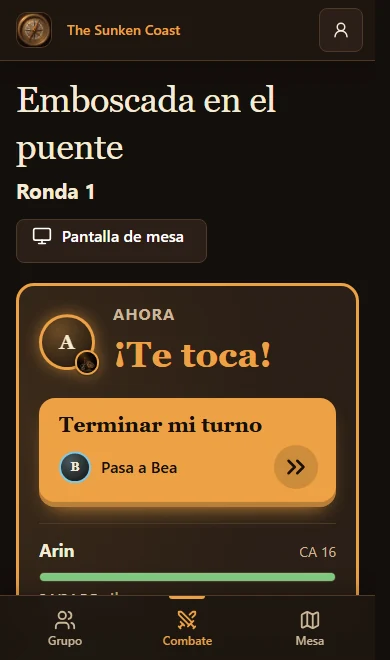 The Sunken Coast
Emboscada en el
puente
Ronda 1
Pantalla de mesa
A
AHORA
¡Te toca!
Terminar mi turno
B
Pasa a Bea
Arin
CA 16
Grupo
Combate
Mesa